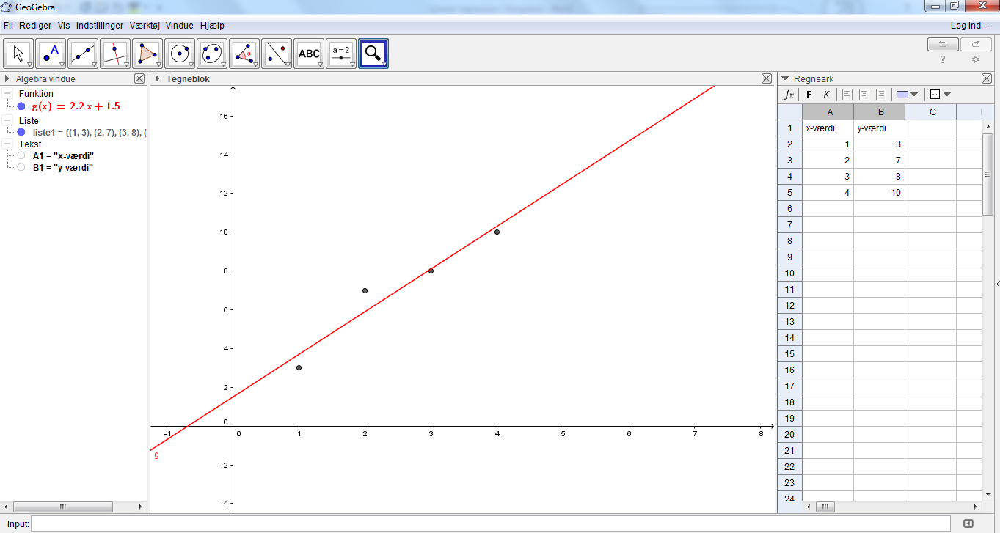 GeoGebra
Fil Rediger Vis Indstillinger Værktøj Vindue Hjælp Log ind...
A α ABC a=2 ?
Algebra vindue
Funktion
g(x) = 2.2 x + 1.5
Liste
liste1 = {(1, 3), (2, 7), (3, 8), (
Tekst
A1 = "x-værdi"
B1 = "y-værdi"
Tegneblok
16
14
12
10
8
6
4
2
0
-1 0 1 2 3 4 5 6 7 8
g
-2
-4
Regneark
fx F K
A B C
1 x-værdi y-værdi
2 1 3
3 2 7
4 3 8
5 4 10
6
7
8
9
10
11
12
13
14
15
16
17
18
19
20
21
22
23
24
Input: